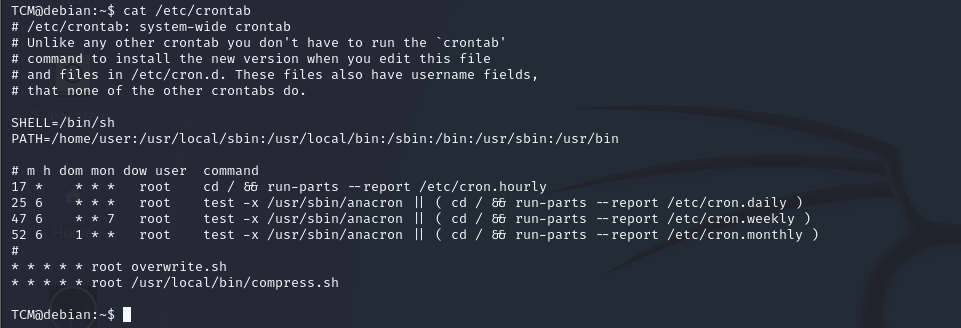 TCM@debian:~$ cat /etc/crontab
# /etc/crontab: system-wide crontab
# Unlike any other crontab you don't have to run the `crontab'
# command to install the new version when you edit this file
# and files in /etc/cron.d. These files also have username fields,
# that none of the other crontabs do.

SHELL=/bin/sh
PATH=/home/user:/usr/local/sbin:/usr/local/bin:/sbin:/bin:/usr/sbin:/usr/bin

# m h dom mon dow user  command
17 *    * * *   root    cd / && run-parts --report /etc/cron.hourly
25 6    * * *   root    test -x /usr/sbin/anacron || ( cd / && run-parts --report /etc/cron.daily )
47 6    * * 7   root    test -x /usr/sbin/anacron || ( cd / && run-parts --report /etc/cron.weekly )
52 6    1 * *   root    test -x /usr/sbin/anacron || ( cd / && run-parts --report /etc/cron.monthly )
#
* * * * * root overwrite.sh
* * * * * root /usr/local/bin/compress.sh

TCM@debian:~$